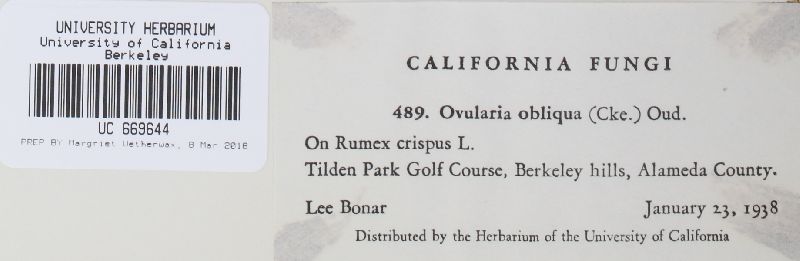 UNIVERSITY HERBARIUM
University of California
Berkeley
UC 669644
PREP BY Margriet Wetherwax, 8 Mar 2016
CALIFORNIA FUNGI
489. Ovularia obliqua (Cke.) Oud.
On Rumex crispus L.
Tilden Park Golf Course, Berkeley hills, Alameda County.
Lee Bonar January 23, 1938
Distributed by the Herbarium of the University of California